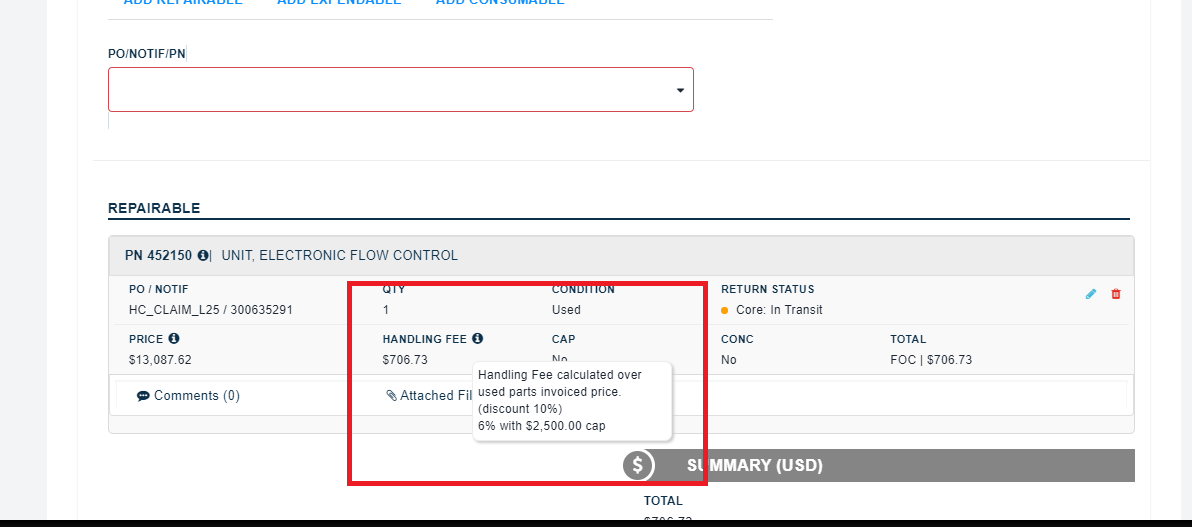 ADD REPAIRABLE ADD EXPENDABLE ADD CONSUMABLE
PO/NOTIF/PN
REPAIRABLE
PN 452150 | UNIT, ELECTRONIC FLOW CONTROL
PO / NOTIF QTY CONDITION RETURN STATUS
HC_CLAIM_L25 / 300635291 1 Used Core: In Transit
PRICE HANDLING FEE CAP CONC TOTAL
$13,087.62 $706.73 No No FOC | $706.73
Comments (0) Attached Fil
Handling Fee calculated over
used parts invoiced price.
(discount 10%)
6% with $2,500.00 cap
$ SUMMARY (USD)
TOTAL
$706.73